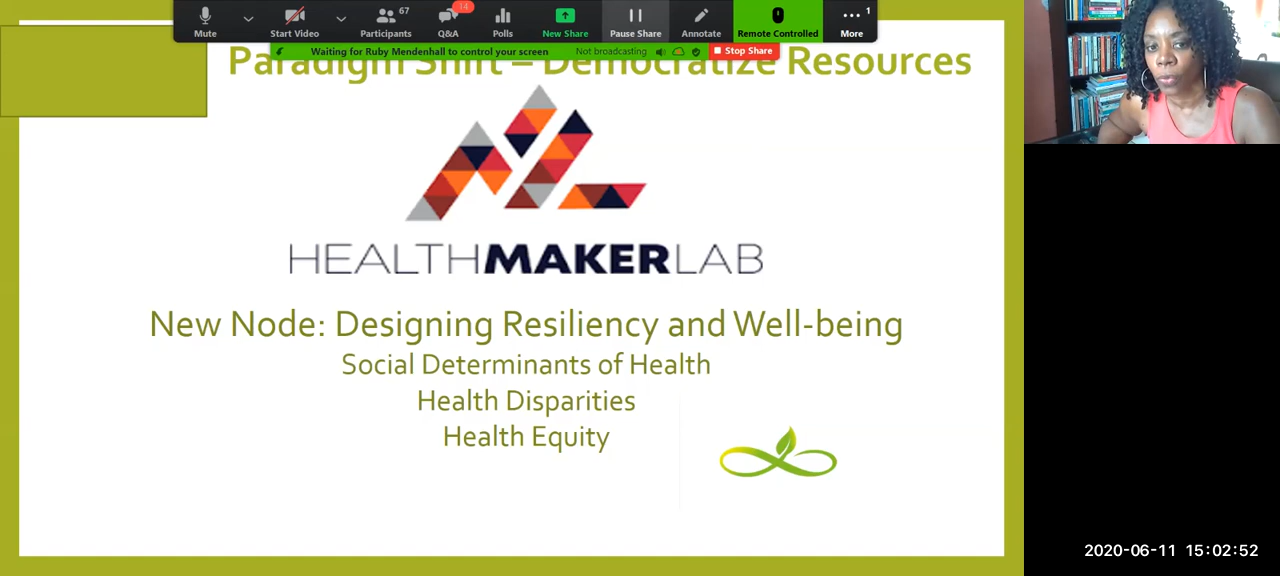 67
14
1
Mute
Start Video
Participants
Q&A
Polls
New Share
Pause Share
Annotate
Remote Controlled
More
Waiting for Ruby Mendenhall to control your screen
Not broadcasting
Stop Share
Paradigm Shift – Democratize Resources
HEALTHMAKERLAB
New Node: Designing Resiliency and Well-being
Social Determinants of Health
Health Disparities
Health Equity
2020-06-11 15:02:52